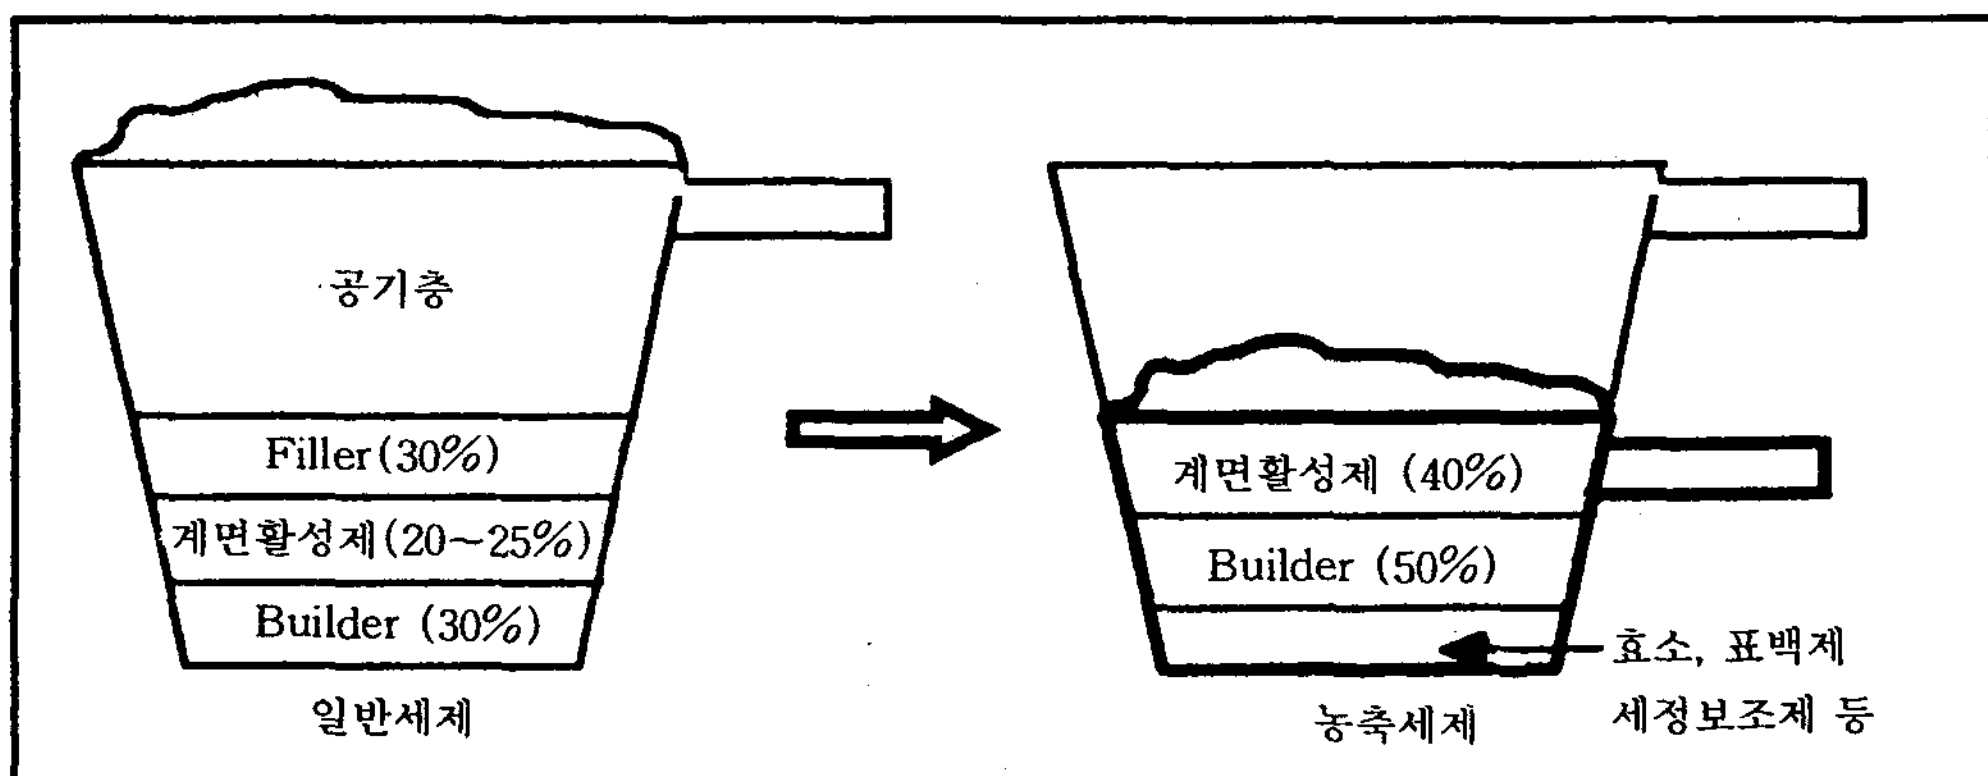 공기층
Filler(30%)
계면활성제(20~25%)
Builder (30%)
일반세제
계면활성제 (40%)
Builder (50%)
효소, 표백제
세정보조제 등
농축세제